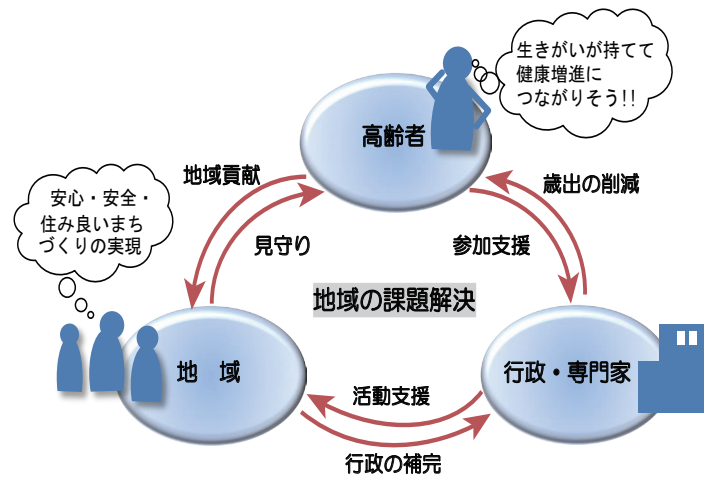 生きがいが持てて
健康増進に
つながりそう!!
高齢者
地域貢献
歳出の削減
安心・安全・
住み良いまち
づくりの実現
見守り
参加支援
地域の課題解決
地　域
行政・専門家
活動支援
行政の補完